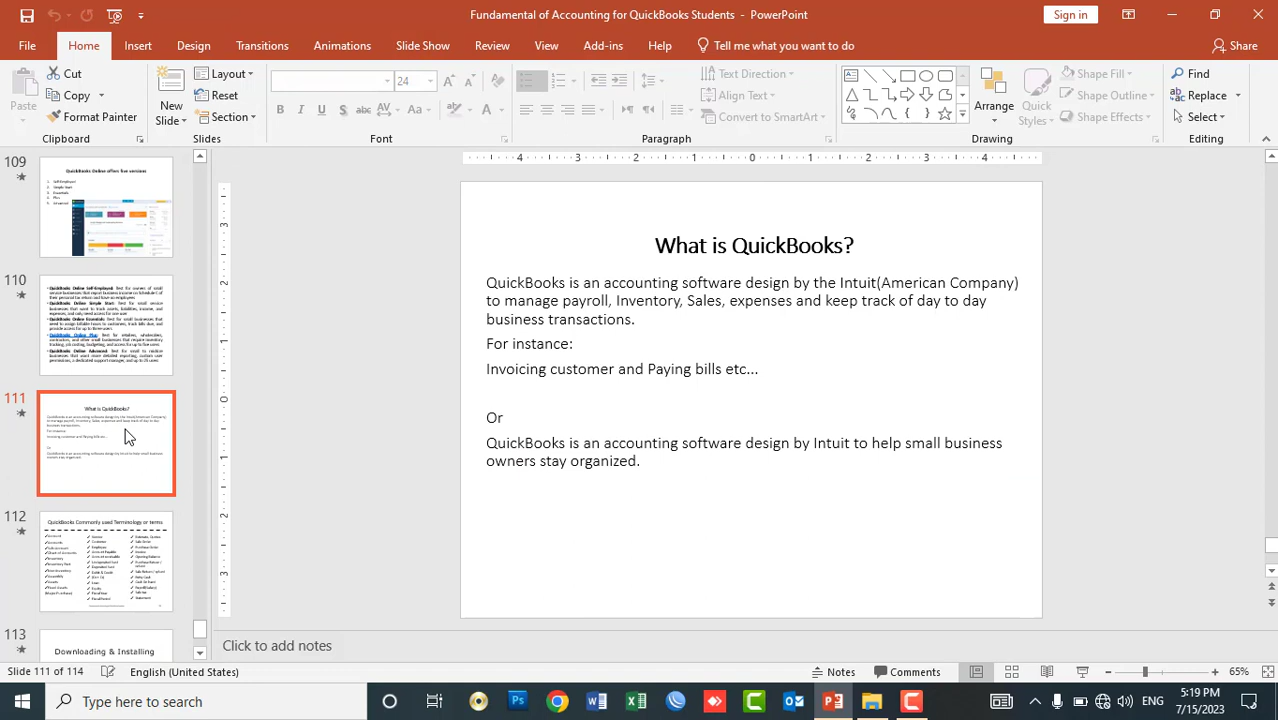 Fundamental of Accounting for QuickBooks Students - PowerPoint
Sign in
File Home Insert Design Transitions Animations Slide Show Review View Add-ins Help Tell me what you want to do Share
Paste
Cut
Copy
Format Painter
Clipboard
New Slide
Layout
Reset
Section
Slides
24
B I U S abc AV Aa A
Font
Text Direction
Align Text
Convert to SmartArt
Paragraph
Arrange
Quick Styles
Shape Fill
Shape Outline
Shape Effects
Drawing
Find
Replace
Select
Editing
109
QuickBooks Online offers five versions
110
111
What is QuickBooks?
112
QuickBooks Commonly used Terminology or terms
113
Downloading & Installing
What is QuickBooks?
QuickBooks is an accounting software design by the Intuit(American Company)
to manage payroll, Inventory, Sales, expenses and keep track of day to day
business transactions.
For instance:
Invoicing customer and Paying bills etc...
Or
QuickBooks is an accounting software design by Intuit to help small business
owners stay organized.
Click to add notes
Slide 111 of 114 English (United States) Notes Comments 65%
Type here to search
ENG
5:19 PM
7/15/2023